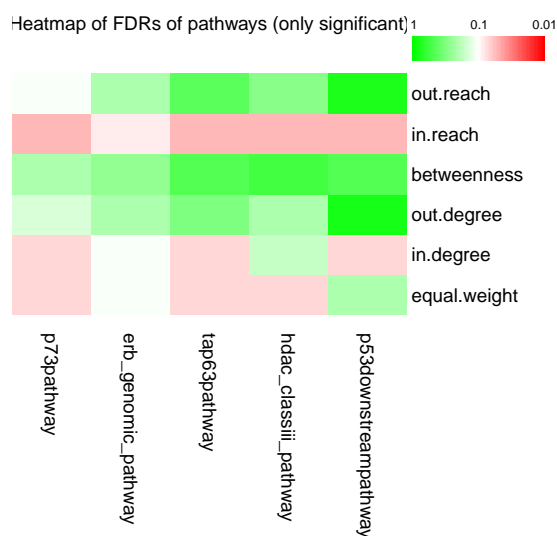 Heatmap of FDRs of pathways (only significant)
1 0.1 0.01
out.reach
in.reach
betweenness
out.degree
in.degree
equal.weight
p73pathway
erb_genomic_pathway
tap63pathway
hdac_classiii_pathway
p53downstreampathway